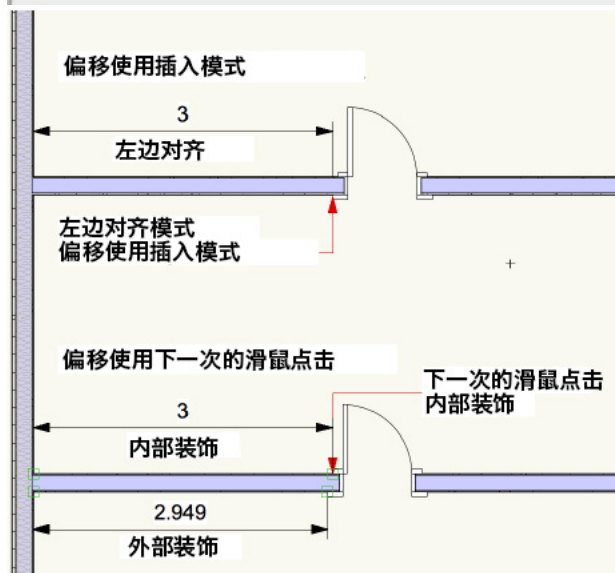 偏移使用插入模式
3
左边对齐
左边对齐模式
偏移使用插入模式
偏移使用下一次的滑鼠点击
下一次的滑鼠点击
内部装饰
3
内部装饰
2.949
外部装饰